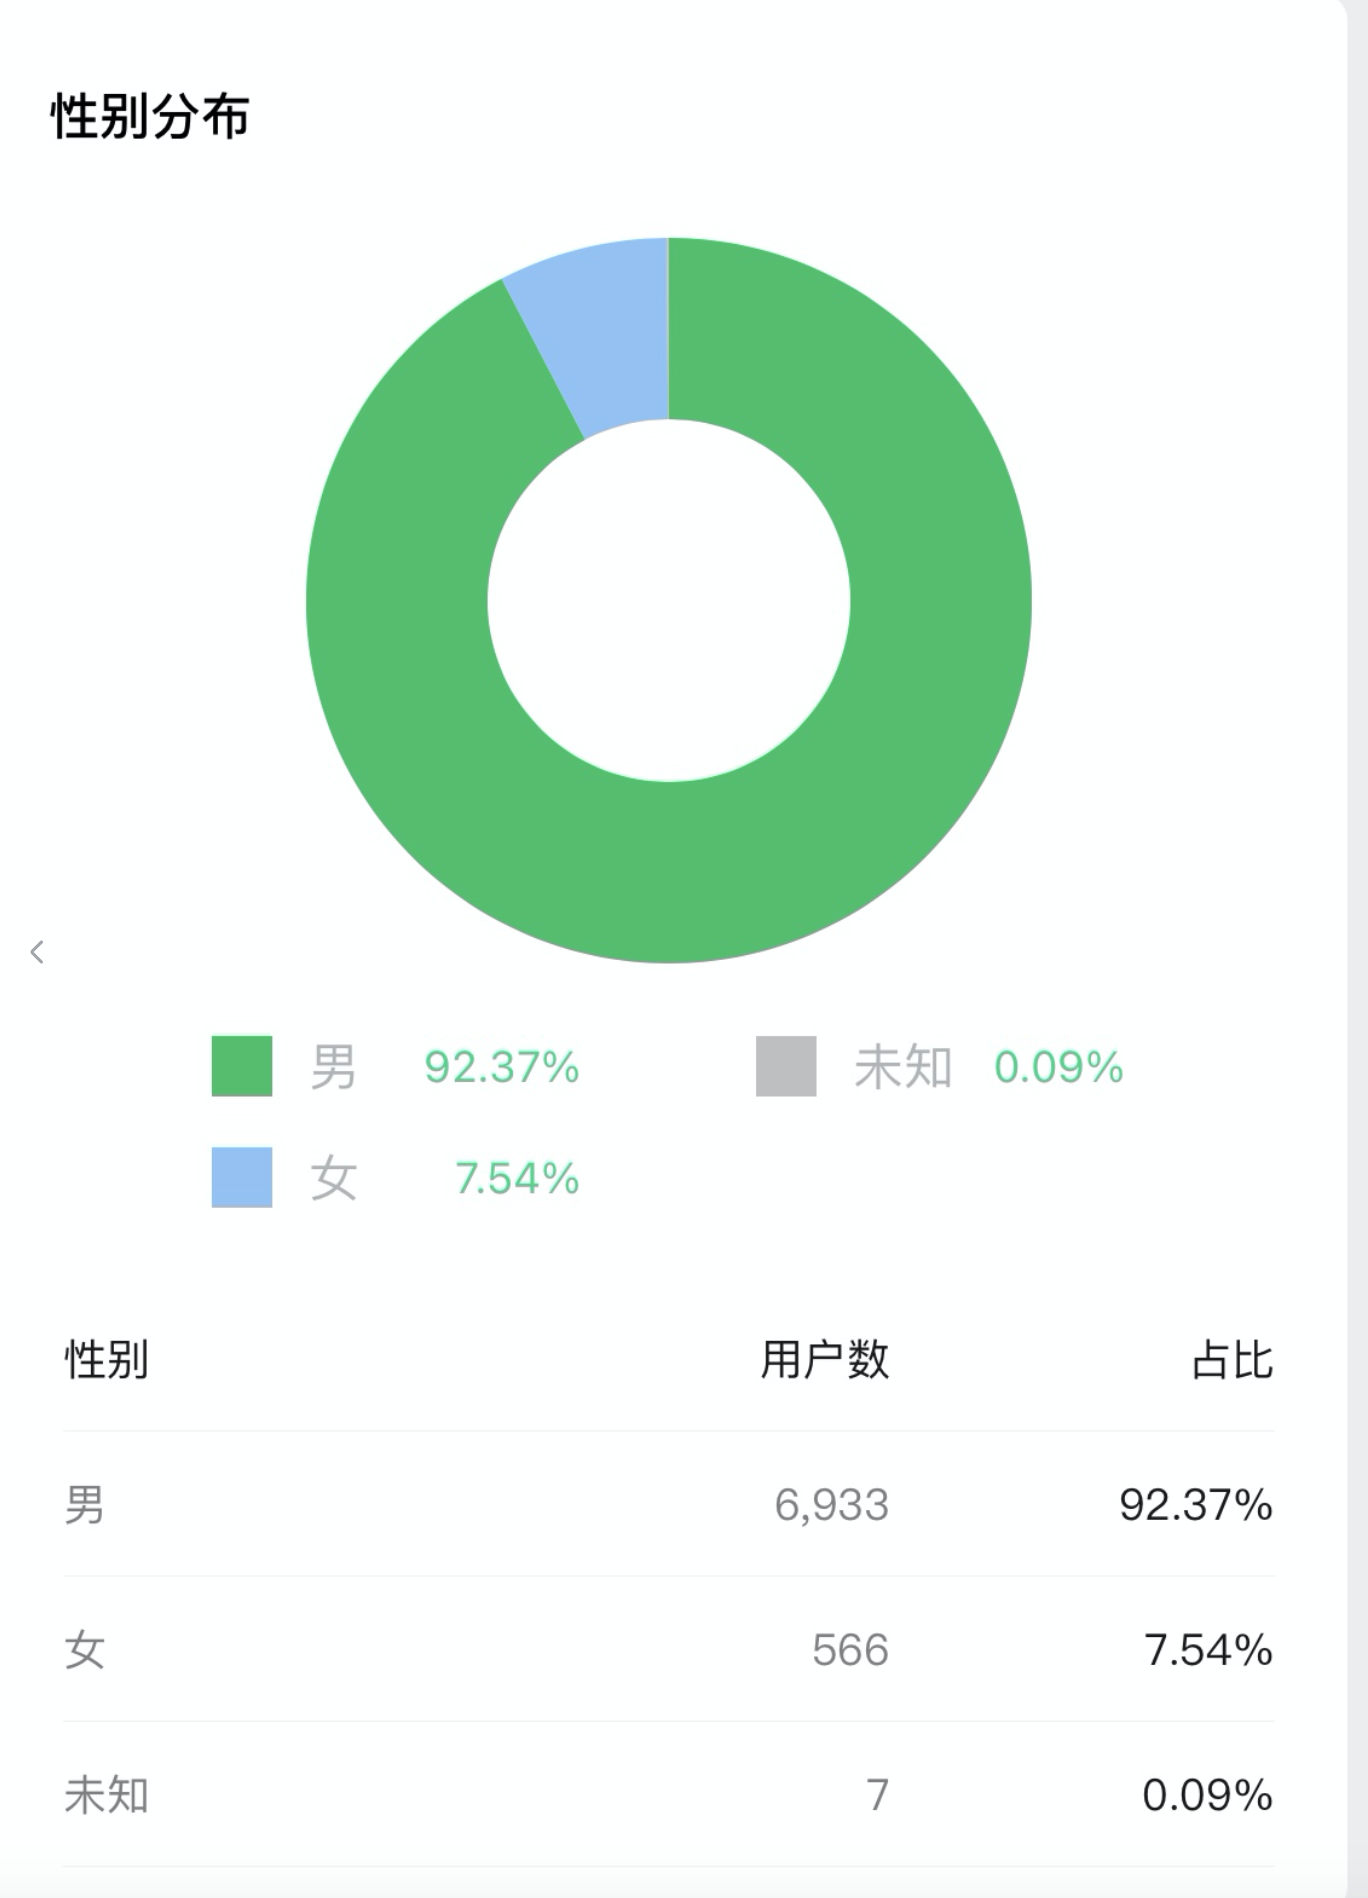 性别分布
男 92.37% 未知 0.09%
女 7.54%
性别 用户数 占比
男 6,933 92.37%
女 566 7.54%
未知 7 0.09%